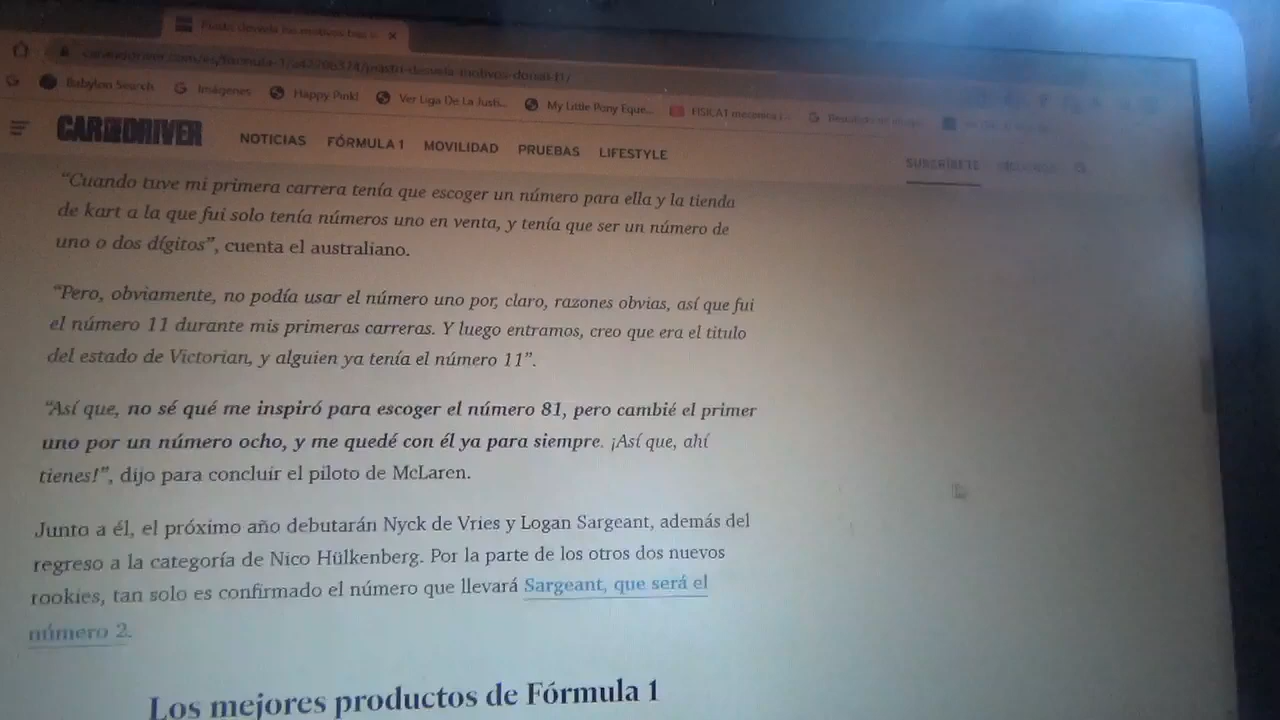 Babylon Search Imágenes Happy Pink! Ver Liga De La Justi... My Little Pony Eque... FISICAT mecanica i...
CAR AND DRIVER NOTICIAS FÓRMULA 1 MOVILIDAD PRUEBAS LIFESTYLE SUSCRÍBETE
“Cuando tuve mi primera carrera tenía que escoger un número para ella y la tienda
de kart a la que fui solo tenía números uno en venta, y tenía que ser un número de
uno o dos dígitos”, cuenta el australiano.
“Pero, obviamente, no podía usar el número uno por, claro, razones obvias, así que fui
el número 11 durante mis primeras carreras. Y luego entramos, creo que era el titulo
del estado de Victorian, y alguien ya tenía el número 11”.
“Así que, no sé qué me inspiró para escoger el número 81, pero cambié el primer
uno por un número ocho, y me quedé con él ya para siempre. ¡Así que, ahí
tienes!”, dijo para concluir el piloto de McLaren.
Junto a él, el próximo año debutarán Nyck de Vries y Logan Sargeant, además del
regreso a la categoría de Nico Hülkenberg. Por la parte de los otros dos nuevos
rookies, tan solo es confirmado el número que llevará Sargeant, que será el
número 2.
Los mejores productos de Fórmula 1